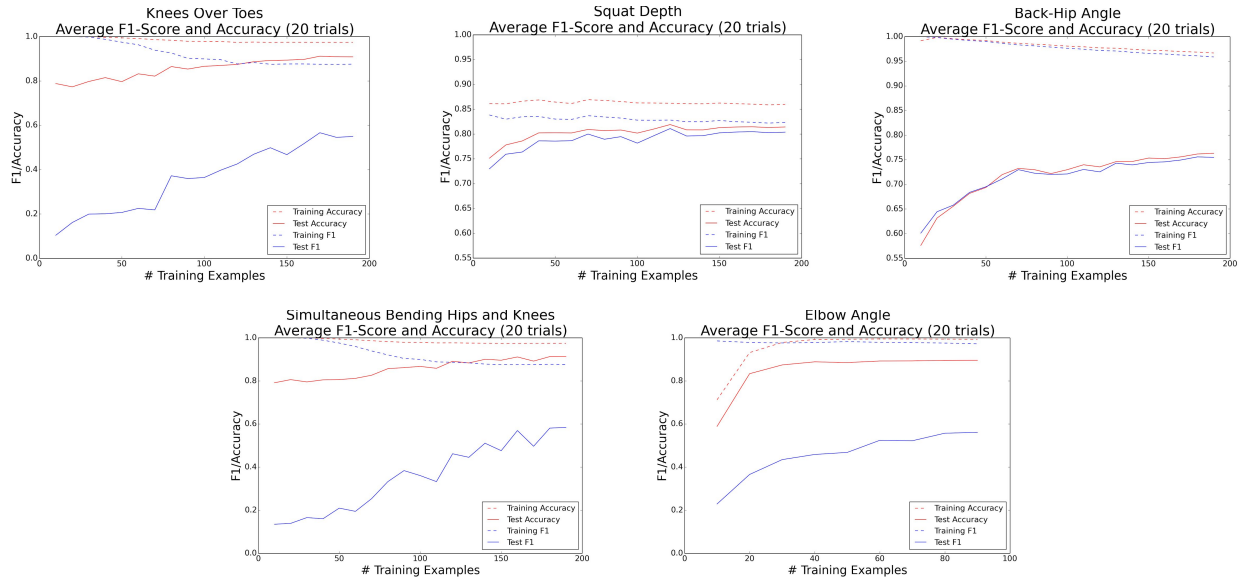 Knees Over Toes
Average F1-Score and Accuracy (20 trials)
1.0
0.8
0.6
0.4
0.2
0.0
F1/Accuracy
0
50
100
150
200
# Training Examples
Training Accuracy
Test Accuracy
Training F1
Test F1
Squat Depth
Average F1-Score and Accuracy (20 trials)
1.00
0.95
0.90
0.85
0.80
0.75
0.70
0.65
0.60
0.55
F1/Accuracy
0
50
100
150
200
# Training Examples
Training Accuracy
Test Accuracy
Training F1
Test F1
Back-Hip Angle
Average F1-Score and Accuracy (20 trials)
1.00
0.95
0.90
0.85
0.80
0.75
0.70
0.65
0.60
0.55
F1/Accuracy
0
50
100
150
200
# Training Examples
Training Accuracy
Test Accuracy
Training F1
Test F1
Simultaneous Bending Hips and Knees
Average F1-Score and Accuracy (20 trials)
1.0
0.8
0.6
0.4
0.2
0.0
F1/Accuracy
0
50
100
150
200
# Training Examples
Training Accuracy
Test Accuracy
Training F1
Test F1
Elbow Angle
Average F1-Score and Accuracy (20 trials)
1.0
0.8
0.6
0.4
0.2
0.0
F1/Accuracy
0
20
40
60
80
100
# Training Examples
Training Accuracy
Test Accuracy
Training F1
Test F1